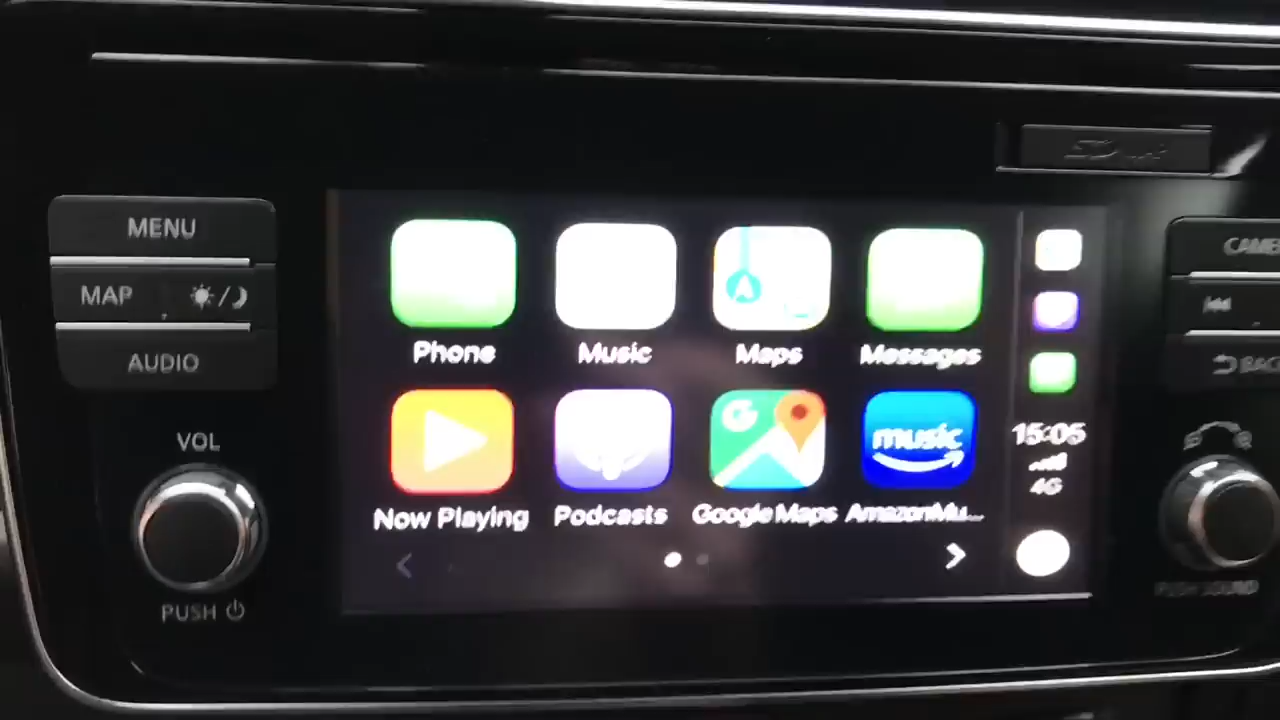 MENU
MAP
AUDIO
VOL
PUSH
Phone
Music
Maps
Messages
G
music
Now Playing
Podcasts
Google Maps
AmazonMu...
15:05
4G